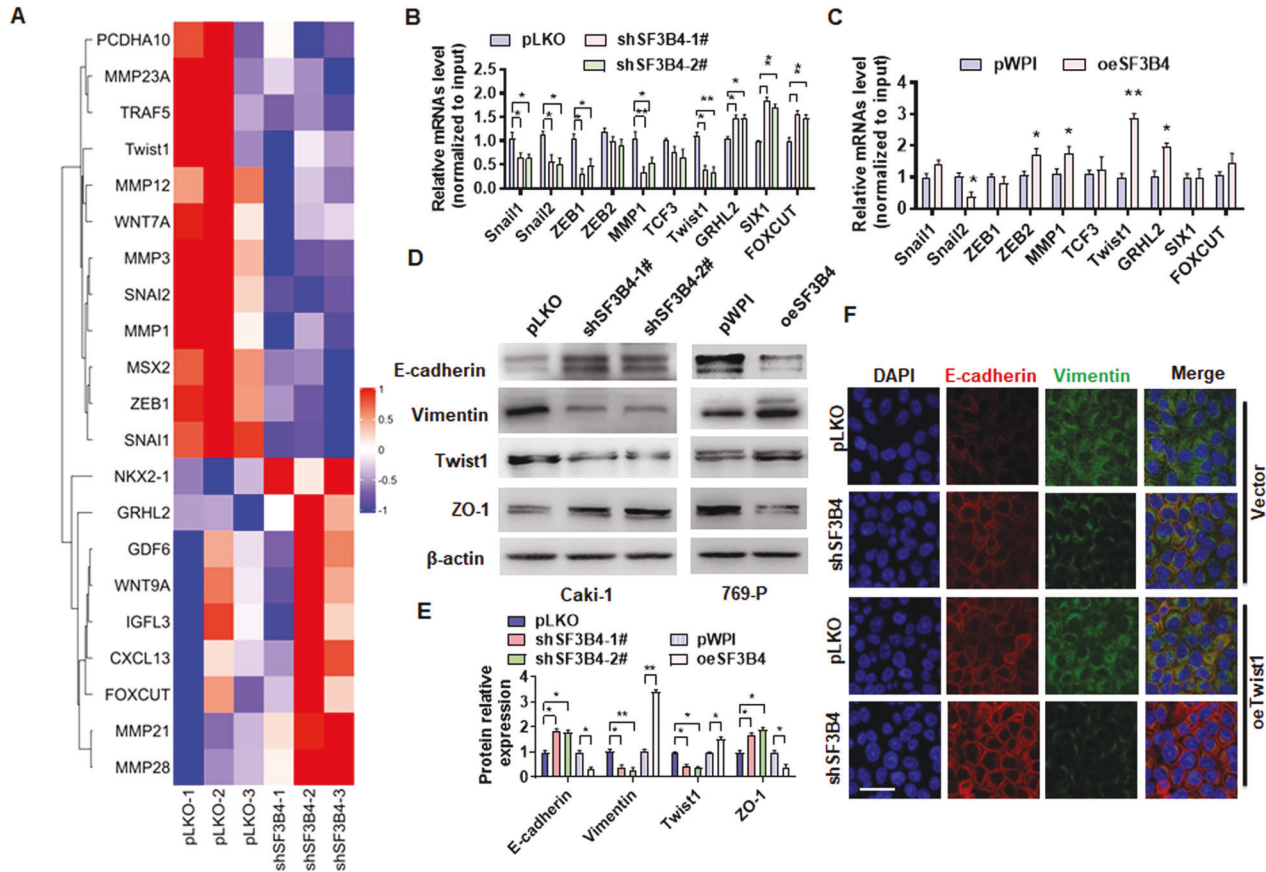 A
PCDHA10
MMP23A
TRAF5
Twist1
MMP12
WNT7A
MMP3
SNAI2
MMP1
MSX2
ZEB1
SNAI1
NKX2-1
GRHL2
GDF6
WNT9A
IGFL3
CXCL13
FOXCUT
MMP21
MMP28
1
0.5
0
-0.5
-1
pLKO-1
pLKO-2
pLKO-3
shSF3B4-1
shSF3B4-2
shSF3B4-3
B
pLKO
shSF3B4-1#
shSF3B4-2#
Relative mRNAs level
(normalized to input)
2.5
2.0
1.5
1.0
0.5
0.0
* * * * * * * ** * ** * * * * * *
Snail1
Snail2
ZEB1
ZEB2
MMP1
TCF3
Twist1
GRHL2
SIX1
FOXCUT
C
pWPI
oeSF3B4
Relative mRNAs level
(normalized to input)
4
3
2
1
0
* * * ** *
Snail1
Snail2
ZEB1
ZEB2
MMP1
TCF3
Twist1
GRHL2
SIX1
FOXCUT
D
pLKO
shSF3B4-1#
shSF3B4-2#
pWPI
oeSF3B4
E-cadherin
Vimentin
Twist1
ZO-1
β-actin
Caki-1
769-P
E
pLKO
shSF3B4-1#
shSF3B4-2#
pWPI
oeSF3B4
Protein relative
expression
4
3
2
1
0
* * * ** * ** * * * * * *
E-cadherin
Vimentin
Twist1
ZO-1
F
DAPI
E-cadherin
Vimentin
Merge
pLKO
shSF3B4
Vector
pLKO
shSF3B4
oeTwist1